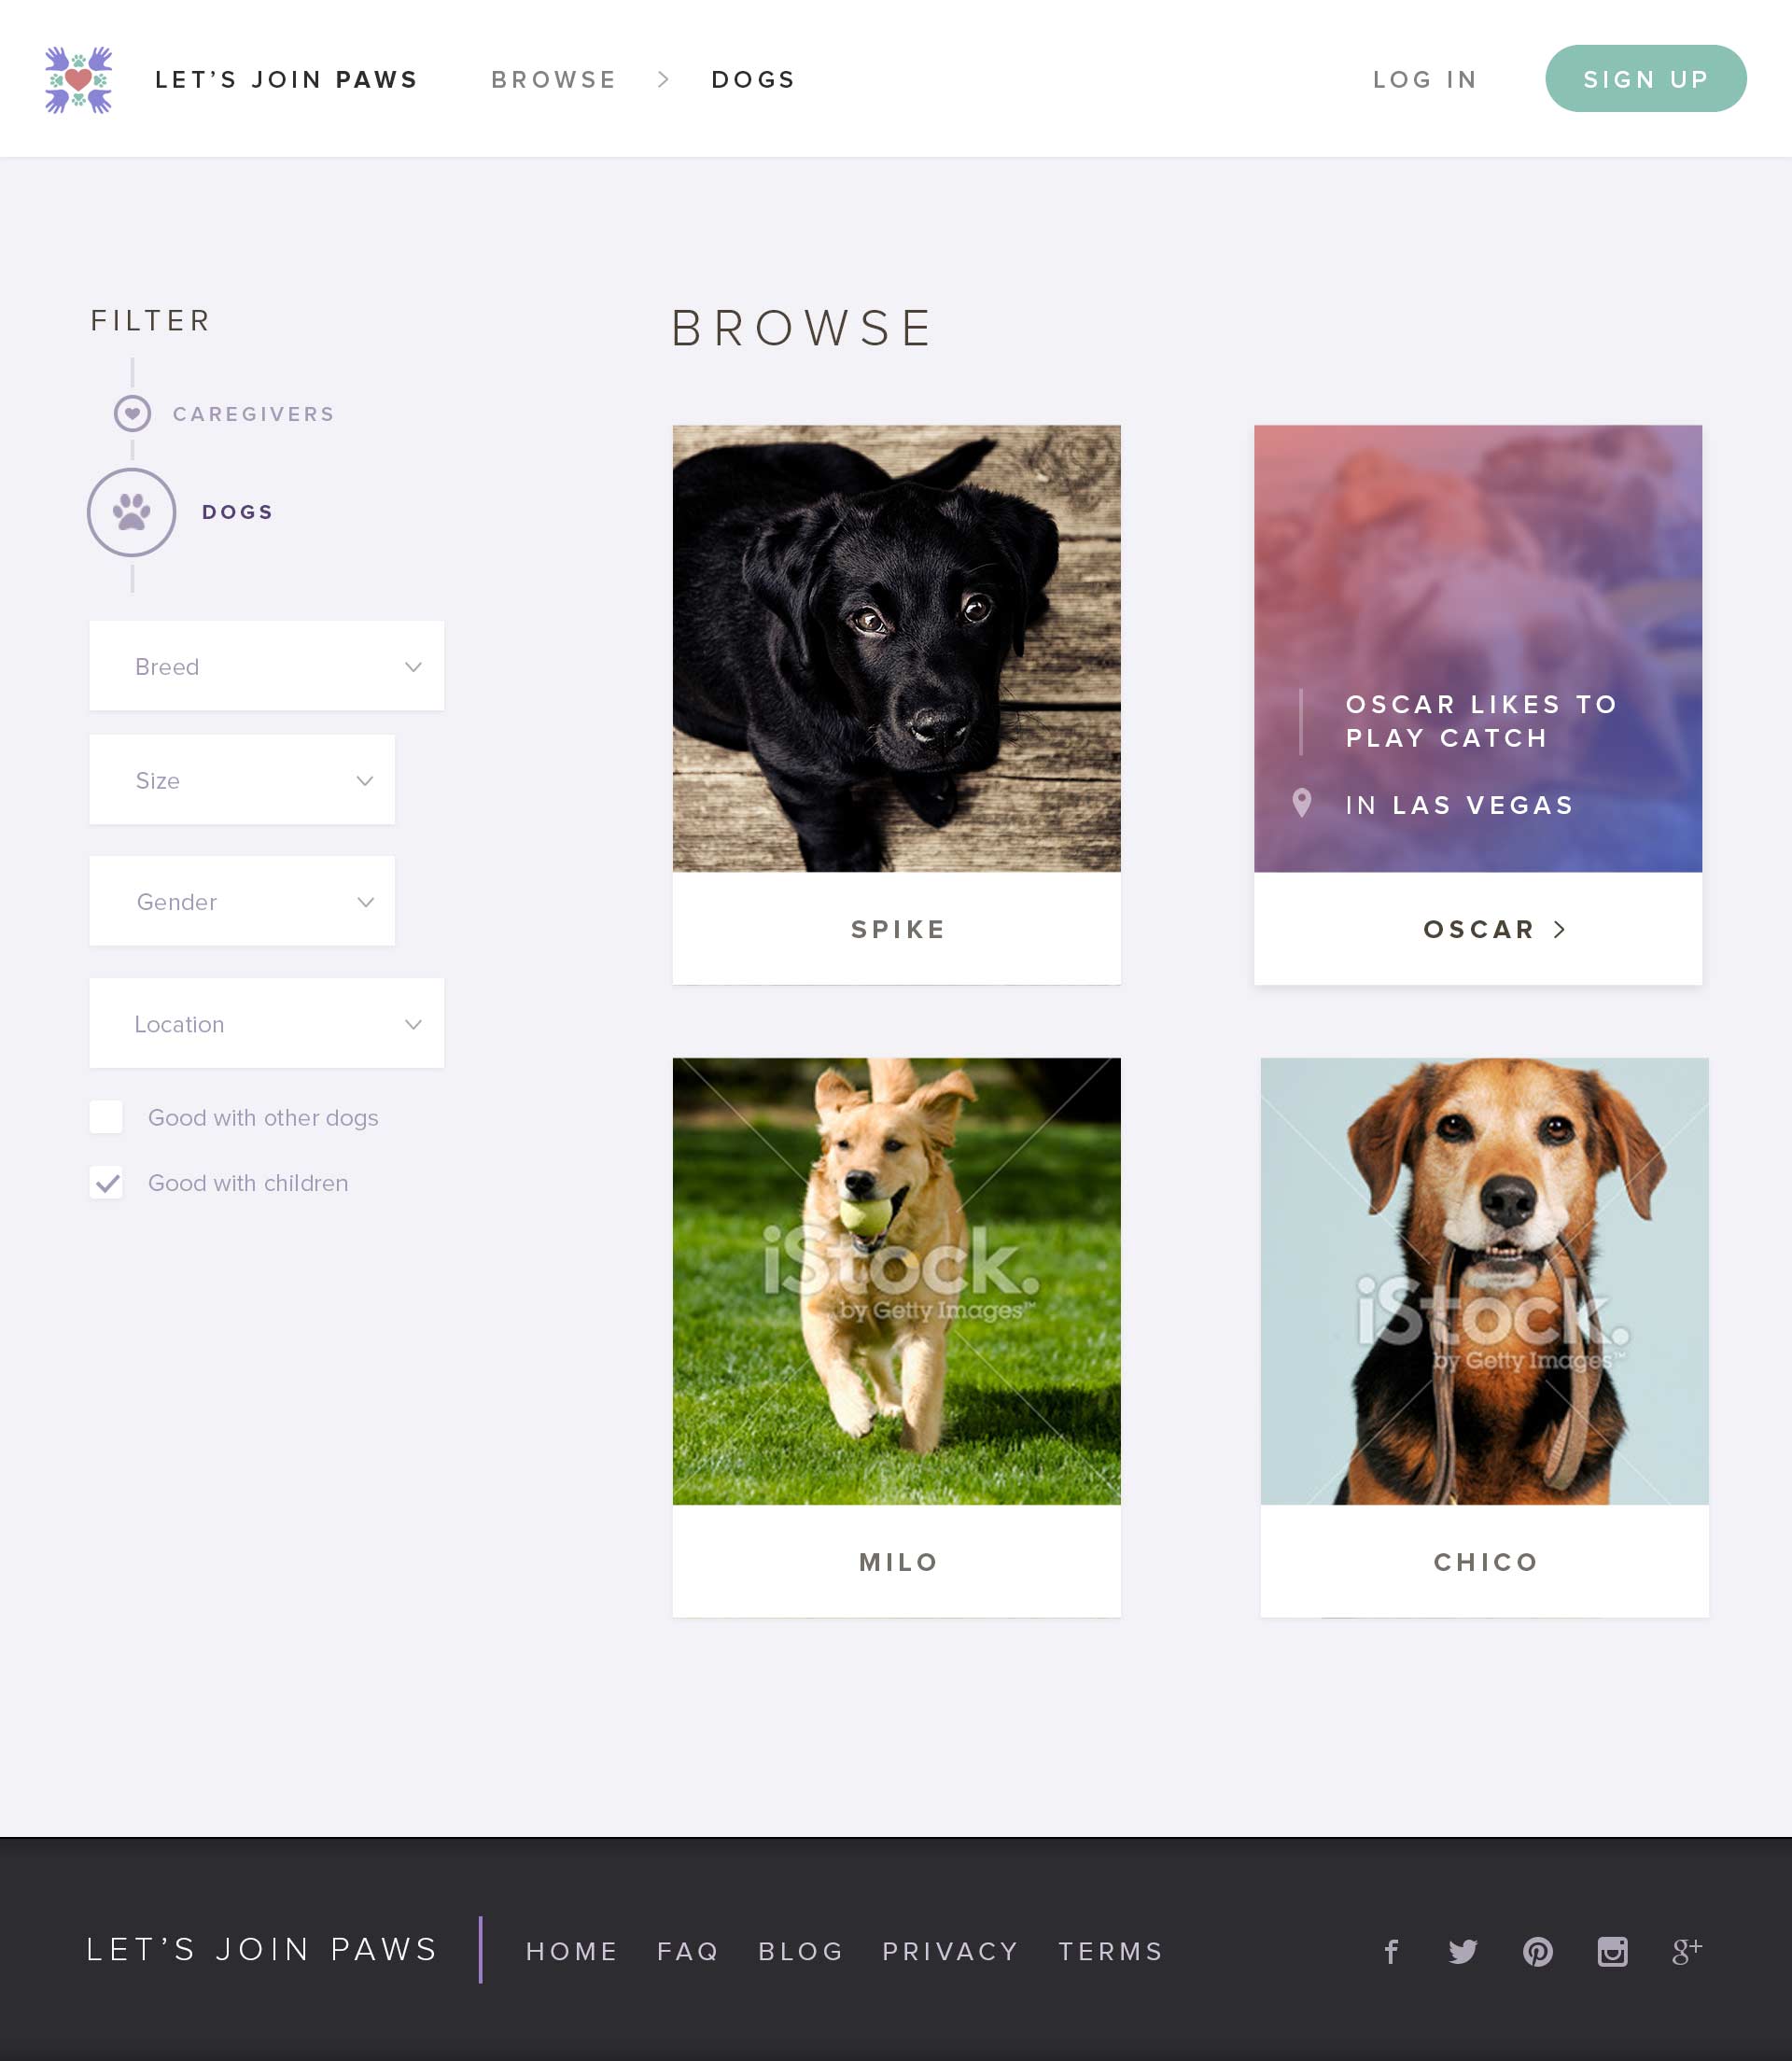 LET'S JOIN PAWS
BROWSE > DOGS
LOG IN
SIGN UP
FILTER
CAREGIVERS
DOGS
Breed
Size
Gender
Location
Good with other dogs
Good with children
BROWSE
SPIKE
OSCAR LIKES TO
PLAY CATCH
IN LAS VEGAS
OSCAR >
iStock.
by Getty Images™
MILO
iStock.
by Getty Images™
CHICO
LET'S JOIN PAWS
HOME FAQ BLOG PRIVACY TERMS
f g+